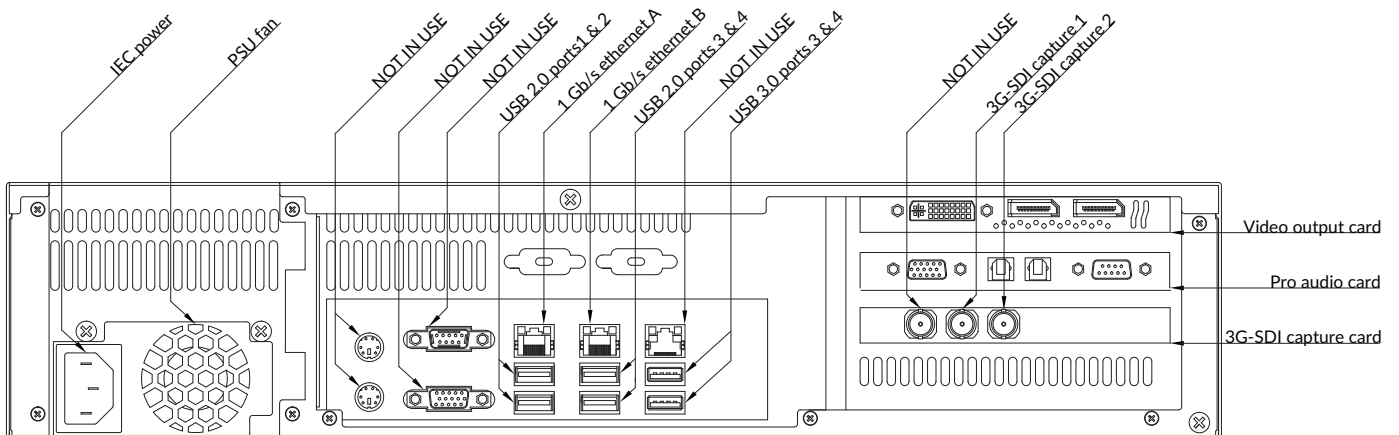 IEC power
PSU fan
NOT IN USE
NOT IN USE
NOT IN USE
USB 2.0 ports1 & 2
1 Gb/s ethernet A
1 Gb/s ethernet B
USB 2.0 ports 3 & 4
NOT IN USE
USB 3.0 ports 3 & 4
NOT IN USE
3G-SDI capture 1
3G-SDI capture 2
Video output card
Pro audio card
3G-SDI capture card